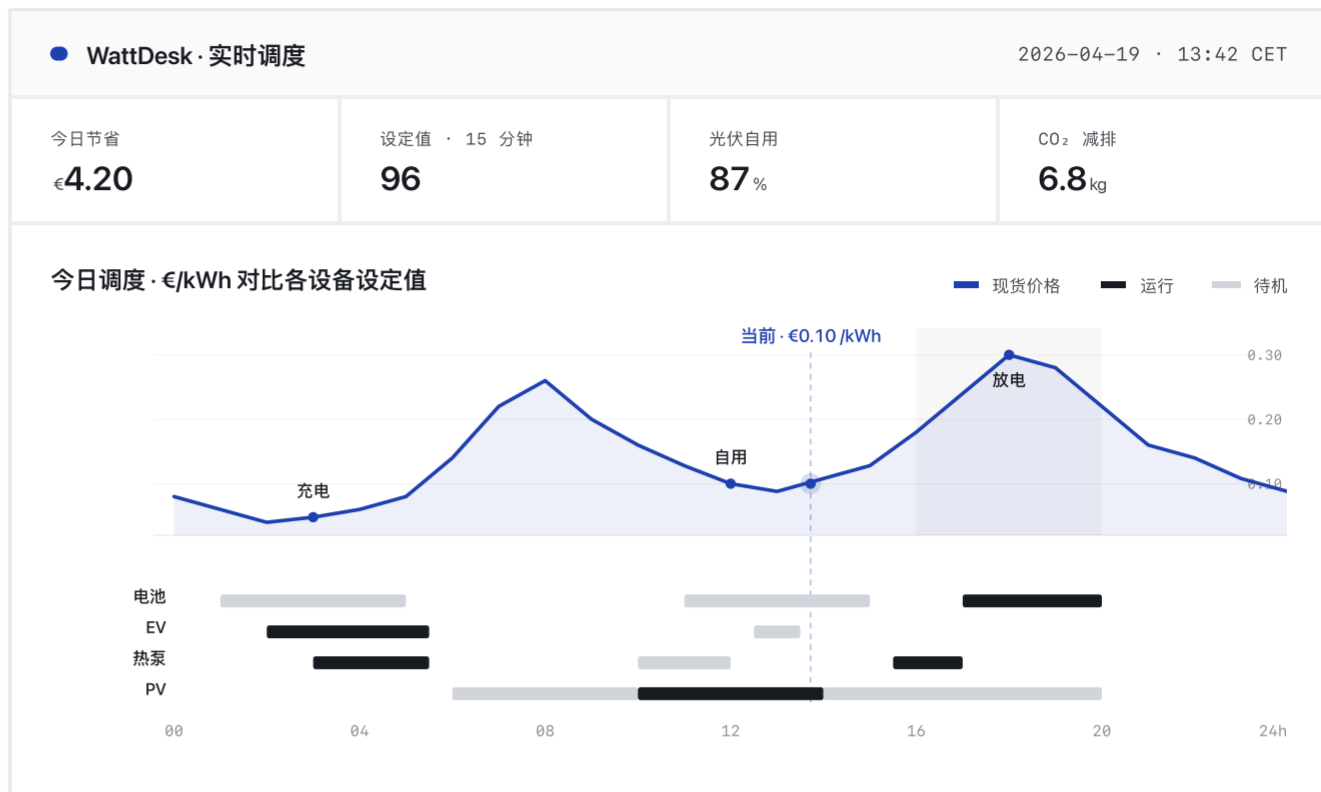 WattDesk · 实时调度
2026-04-19 · 13:42 CET
今日节省
€4.20
设定值 · 15 分钟
96
光伏自用
87 %
CO₂ 减排
6.8 kg
今日调度 · €/kWh 对比各设备设定值
现货价格
运行
待机
当前 · €0.10 /kWh
0.30
放电
0.20
自用
充电
0.10
电池
EV
热泵
PV
00
04
08
12
16
20
24h